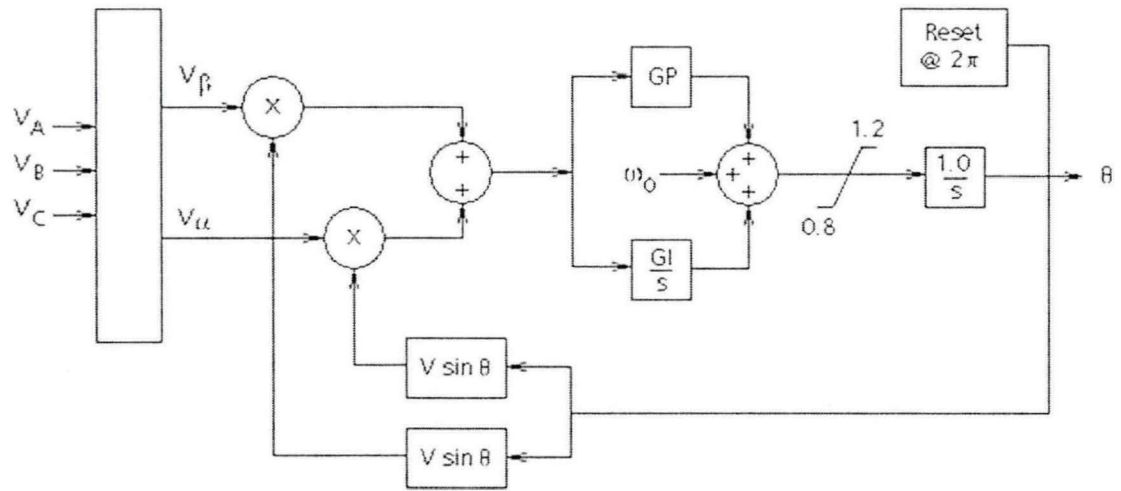 Reset
@ 2π
Vβ
GP
X
VA
1.2
VB
+
+
ω0
+
+
+
1.0
s
θ
VC
Vα
X
0.8
GI
s
V sin θ
V sin θ